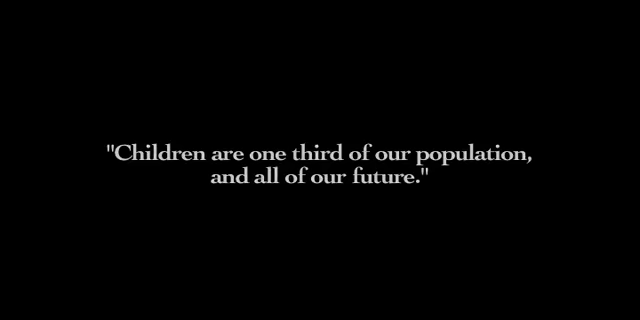 "Children are one third of our population,
and all of our future."